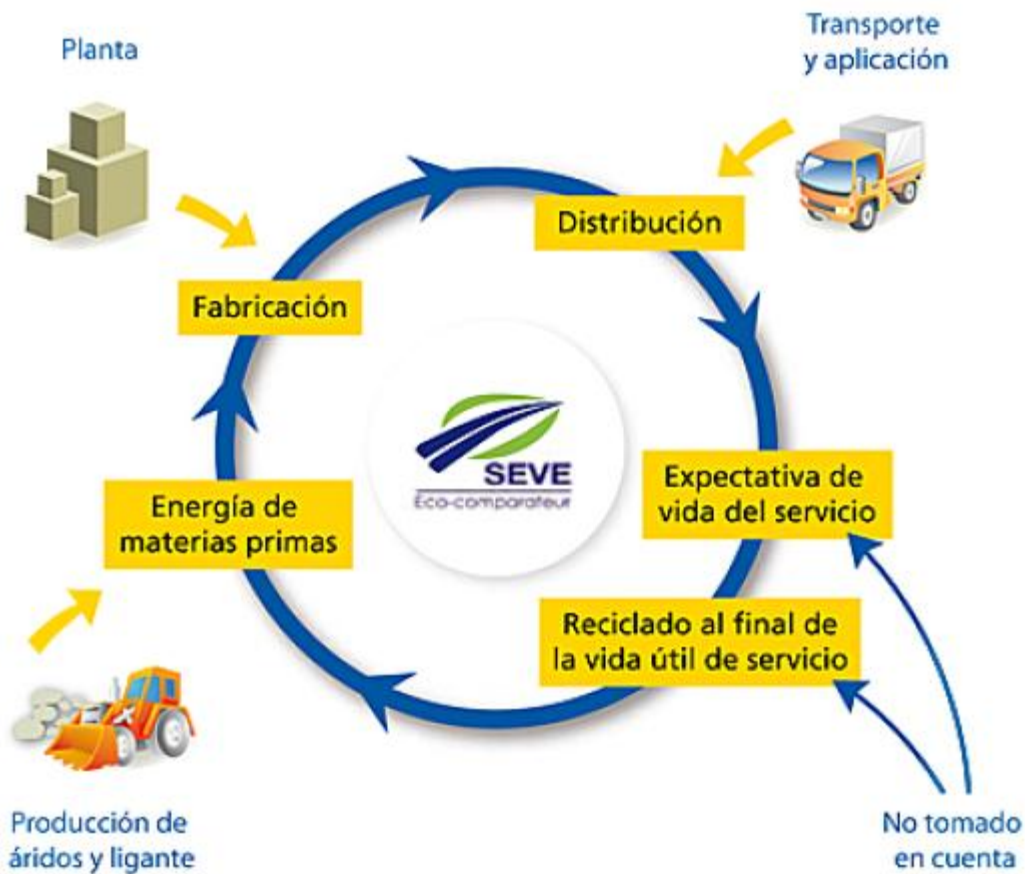 Planta
Transporte
y aplicación
Distribución
Fabricación
SEVE
Éco-comparateur
Energía de
materias primas
Expectativa de
vida del servicio
Reciclado al final de
la vida útil de servicio
Producción de
áridos y ligante
No tomado
en cuenta